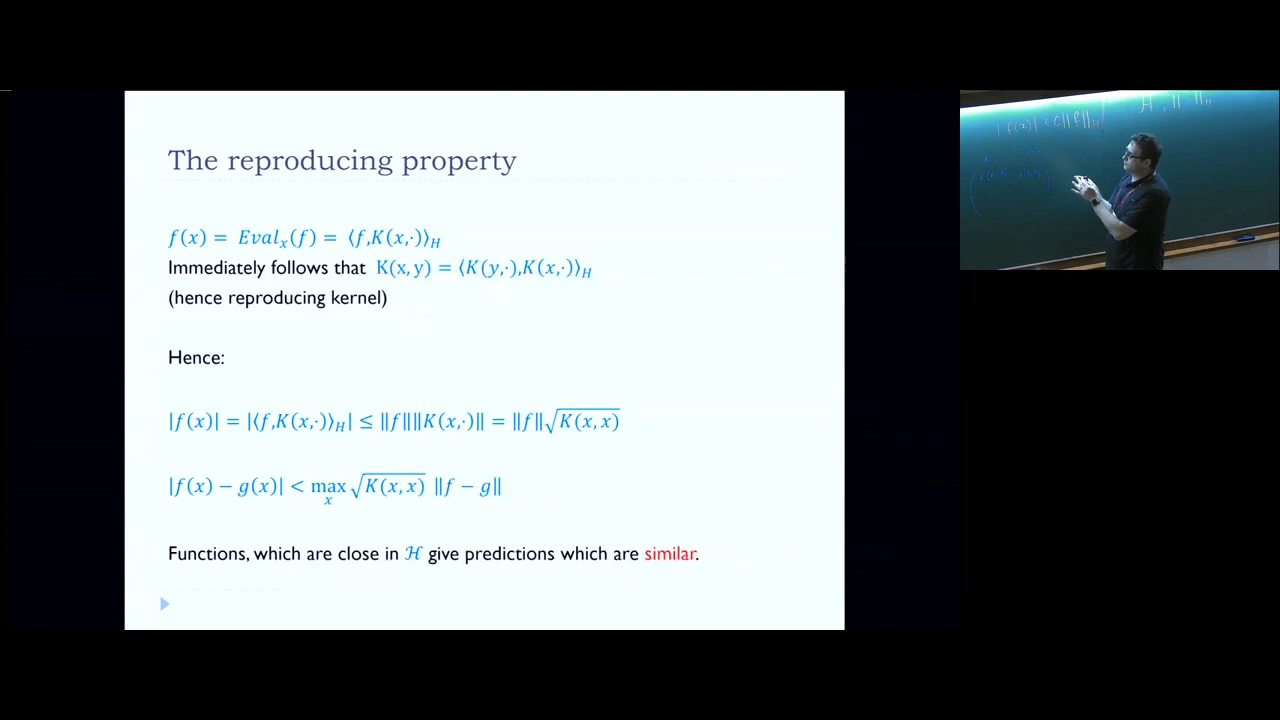 The reproducing property
f(x) = Eval_x(f) = ⟨f,K(x,·)⟩_H
Immediately follows that K(x, y) = ⟨K(y,·),K(x,·)⟩_H
(hence reproducing kernel)
Hence:
|f(x)| = |⟨f,K(x,·)⟩_H| ≤ ‖f‖‖K(x,·)‖ = ‖f‖√K(x, x)
|f(x) − g(x)| < max_x √K(x, x) ‖f − g‖
Functions, which are close in ℋ give predictions which are similar.
|f(x)| ≤ C‖f‖_H